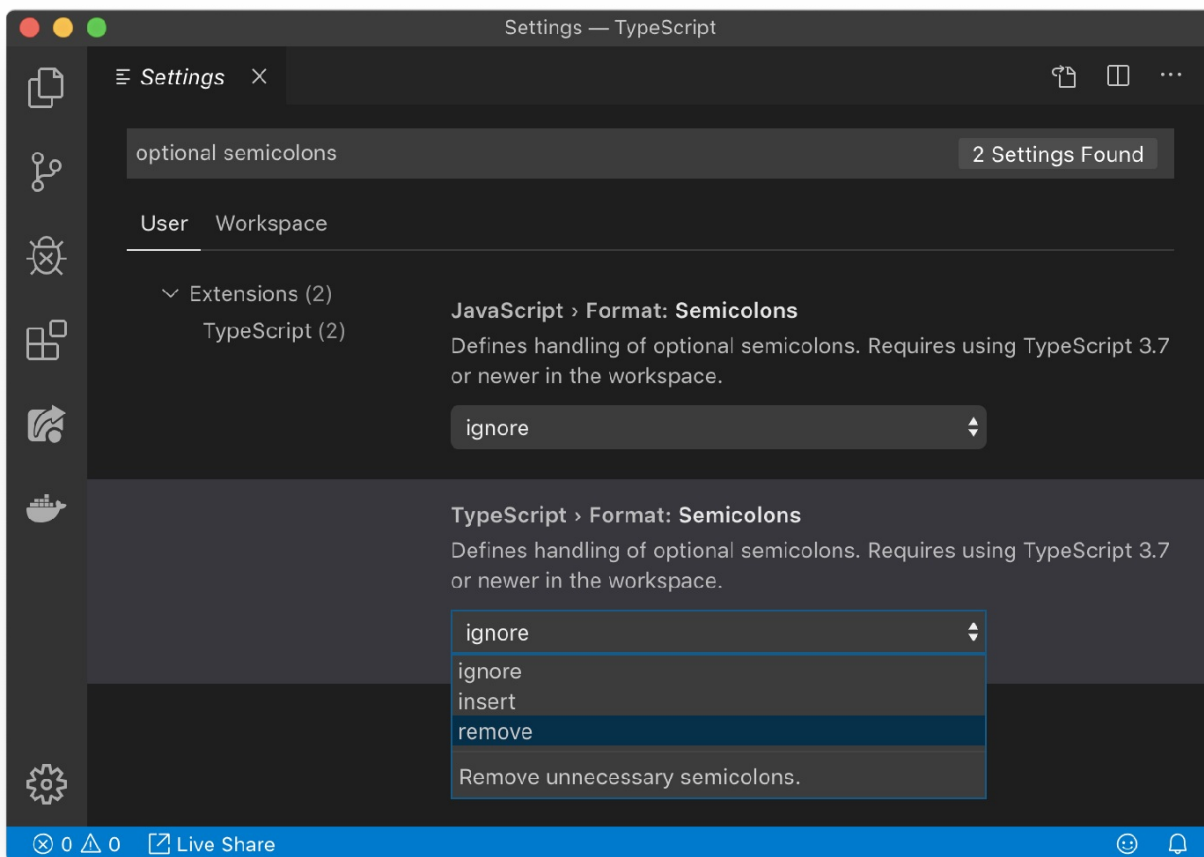 Settings — TypeScript
Settings
optional semicolons
2 Settings Found
User Workspace
Extensions (2)
TypeScript (2)
JavaScript › Format: Semicolons
Defines handling of optional semicolons. Requires using TypeScript 3.7
or newer in the workspace.
ignore
TypeScript › Format: Semicolons
Defines handling of optional semicolons. Requires using TypeScript 3.7
or newer in the workspace.
ignore
ignore
insert
remove
Remove unnecessary semicolons.
0 0 Live Share